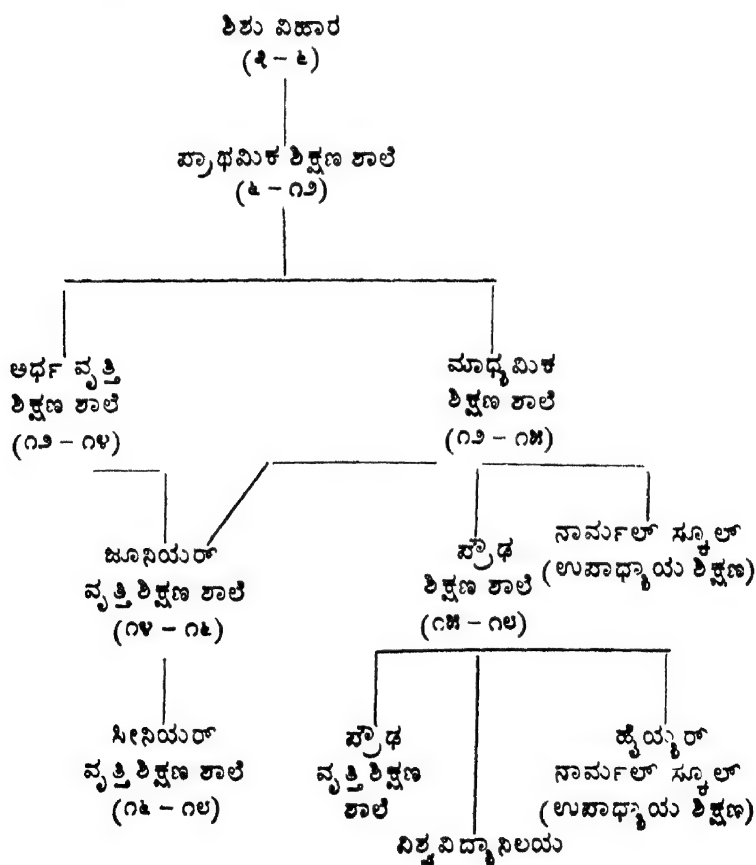 ಶಿಶು ವಿಹಾರ
(೩ – ೬)
ಪ್ರಾಥಮಿಕ ಶಿಕ್ಷಣ ಶಾಲೆ
(೬ – ೧೨)
ಅರ್ಧ ವೃತ್ತಿ
ಶಿಕ್ಷಣ ಶಾಲೆ
(೧೨ – ೧೪)
ಮಾಧ್ಯಮಿಕ
ಶಿಕ್ಷಣ ಶಾಲೆ
(೧೨ – ೧೫)
ಜೂನಿಯರ್
ವೃತ್ತಿ ಶಿಕ್ಷಣ ಶಾಲೆ
(೧೪ – ೧೬)
ಪ್ರೌಢ
ಶಿಕ್ಷಣ ಶಾಲೆ
(೧೫ – ೧೮)
ನಾರ್ಮಲ್ ಸ್ಕೂಲ್
(ಉಪಾಧ್ಯಾಯ ಶಿಕ್ಷಣ)
ಸೀನಿಯರ್
ವೃತ್ತಿ ಶಿಕ್ಷಣ ಶಾಲೆ
(೧೬ – ೧೮)
ಪ್ರೌಢ
ವೃತ್ತಿ ಶಿಕ್ಷಣ
ಶಾಲೆ
ವಿಶ್ವವಿದ್ಯಾನಿಲಯ
ಹೈಯ್ಯರ್
ನಾರ್ಮಲ್ ಸ್ಕೂಲ್
(ಉಪಾಧ್ಯಾಯ ಶಿಕ್ಷಣ)